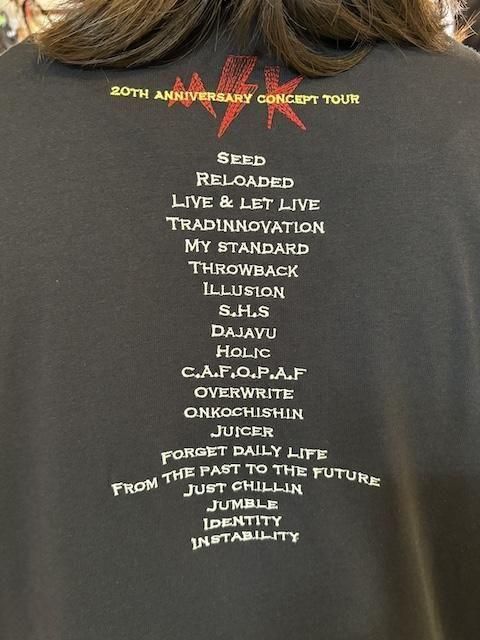 MSK
20TH ANNIVERSARY CONCEPT TOUR
SEED
RELOADED
LIVE & LET LIVE
TRADINNOVATION
MY STANDARD
THROWBACK
ILLUSION
S.H.S
DAJAVU
HOLIC
C.A.F.O.P.A.F
OVERWRITE
ONKOCHISHIN
JUICER
FORGET DAILY LIFE
FROM THE PAST TO THE FUTURE
JUST CHILLIN
JUMBLE
IDENTITY
INSTABILITY